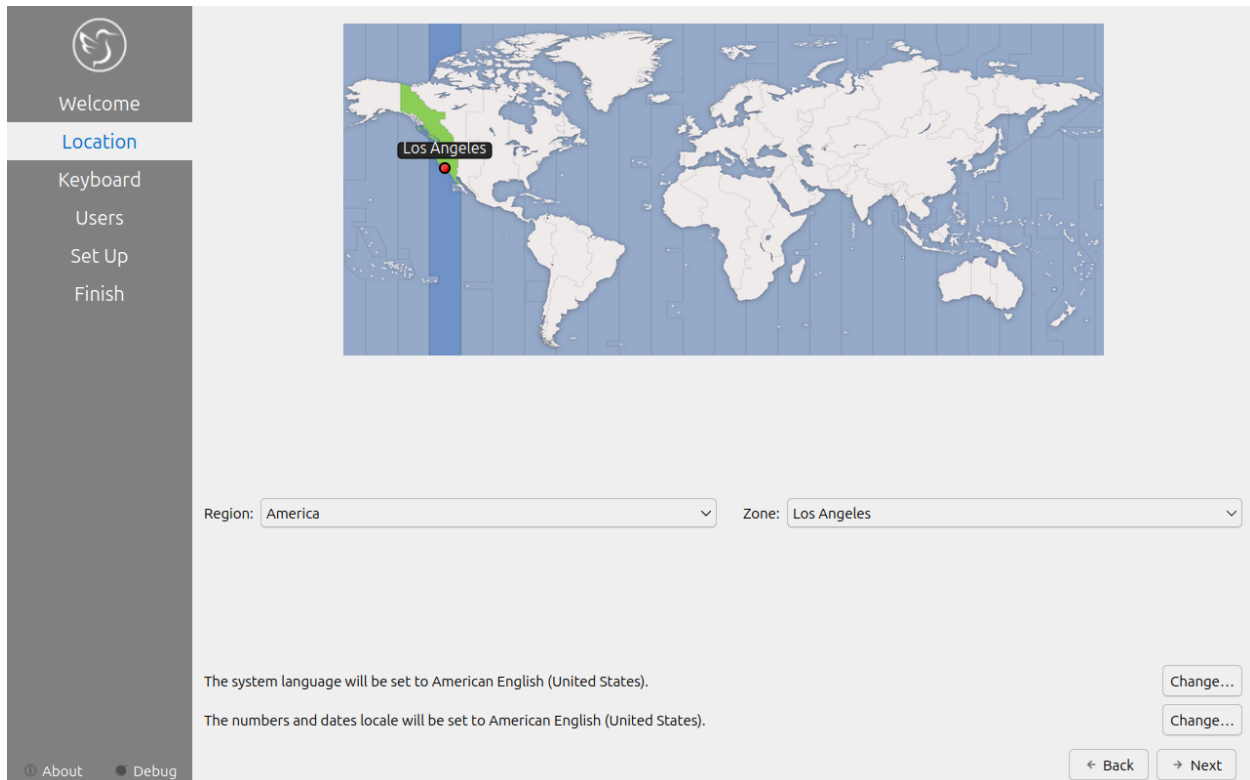 Welcome
Location
Keyboard
Users
Set Up
Finish
Los Angeles
Region: America
Zone: Los Angeles
The system language will be set to American English (United States).
Change...
The numbers and dates locale will be set to American English (United States).
Change...
About
Debug
Back
Next